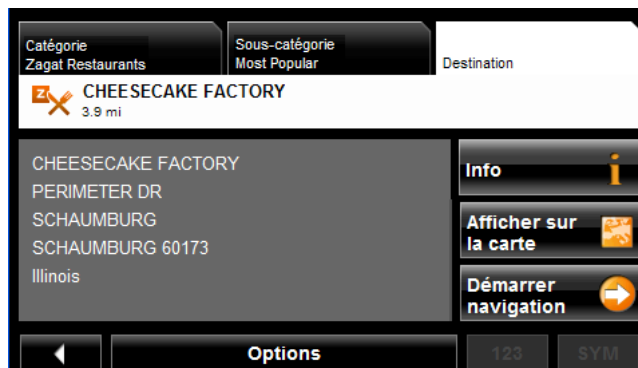 Catégorie
Zagat Restaurants
Sous-catégorie
Most Popular
Destination
Z
CHEESECAKE FACTORY
3.9 mi
CHEESECAKE FACTORY
PERIMETER DR
SCHAUMBURG
SCHAUMBURG 60173
Illinois
Info
i
Afficher sur
la carte
Démarrer
navigation
Options
123
SYM